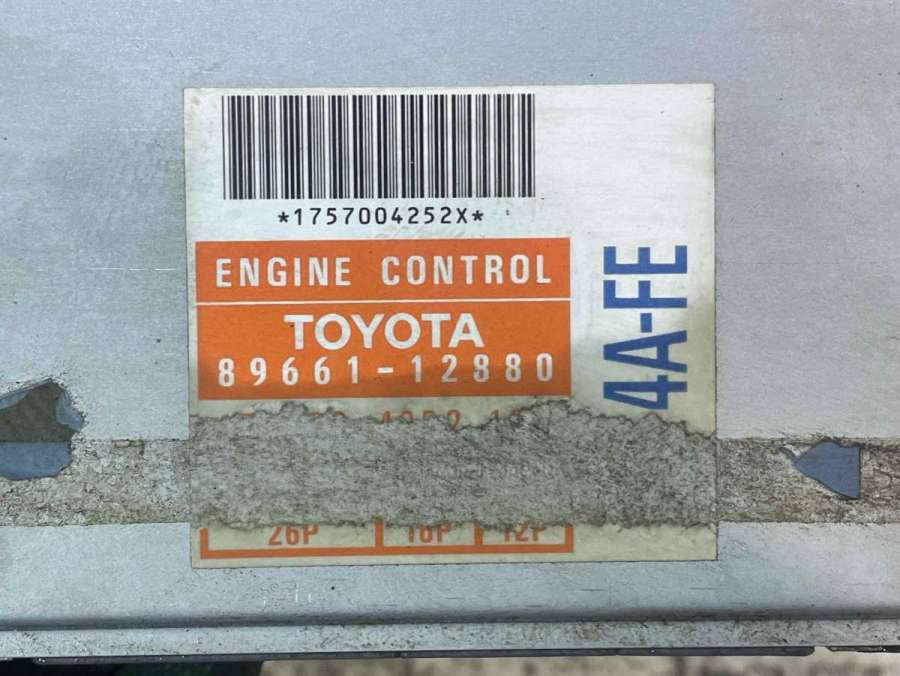 *1757004252X*
ENGINE CONTROL
TOYOTA
89661-12880
4A-FE
26P 16P 12P